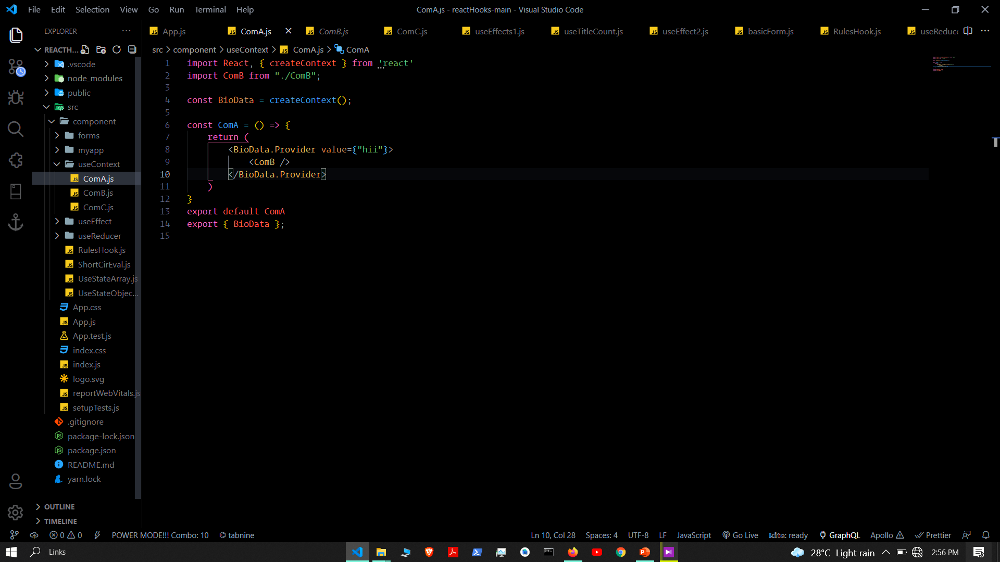 File Edit Selection View Go Run Terminal Help
ComA.js - reactHooks-main - Visual Studio Code
EXPLORER
App.js ComA.js ComB.js ComC.js useEffects1.js useTitleCount.js useEffect2.js basicForm.js RulesHook.js useReduce
REACTH...
src > component > useContext > ComA.js > ComA
.vscode
node_modules
public
src
component
forms
myapp
useContext
ComA.js
ComB.js
ComC.js
useEffect
useReducer
RulesHook.js
ShortCirEval.js
UseStateArray.js
UseStateObjec...
App.css
App.js
App.test.js
index.css
index.js
logo.svg
reportWebVitals.js
setupTests.js
.gitignore
package-lock.json
package.json
README.md
yarn.lock
OUTLINE
TIMELINE
1 import React, { createContext } from 'react'
2 import ComB from "./ComB";
3
4 const BioData = createContext();
5
6 const ComA = () => {
7 return (
8 <BioData.Provider value={"hii"}>
9 <ComB />
10 </BioData.Provider>
11 )
12 }
13 export default ComA
14 export { BioData };
15
0 0 POWER MODE!!! Combo: 10 tabnine
Ln 10, Col 28 Spaces: 4 UTF-8 LF JavaScript Go Live kite: ready GraphQL Apollo Prettier
Links
28°C Light rain 2:56 PM